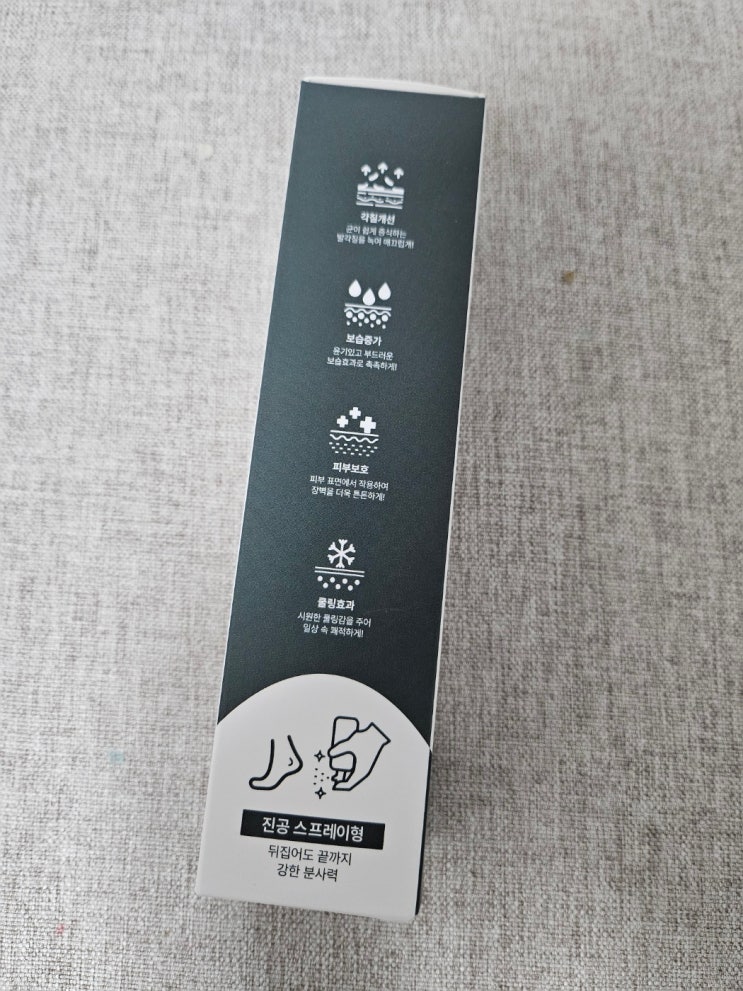 각질개선
균이 쉽게 증식하는
발각질을 녹여 매끄럽게!
보습증가
윤기있고 부드러운
보습효과로 촉촉하게!
피부보호
피부 표면에서 작용하여
장벽을 더욱 튼튼하게!
쿨링효과
시원한 쿨링감을 주어
일상 속 쾌적하게!
진공 스프레이형
뒤집어도 끝까지
강한 분사력